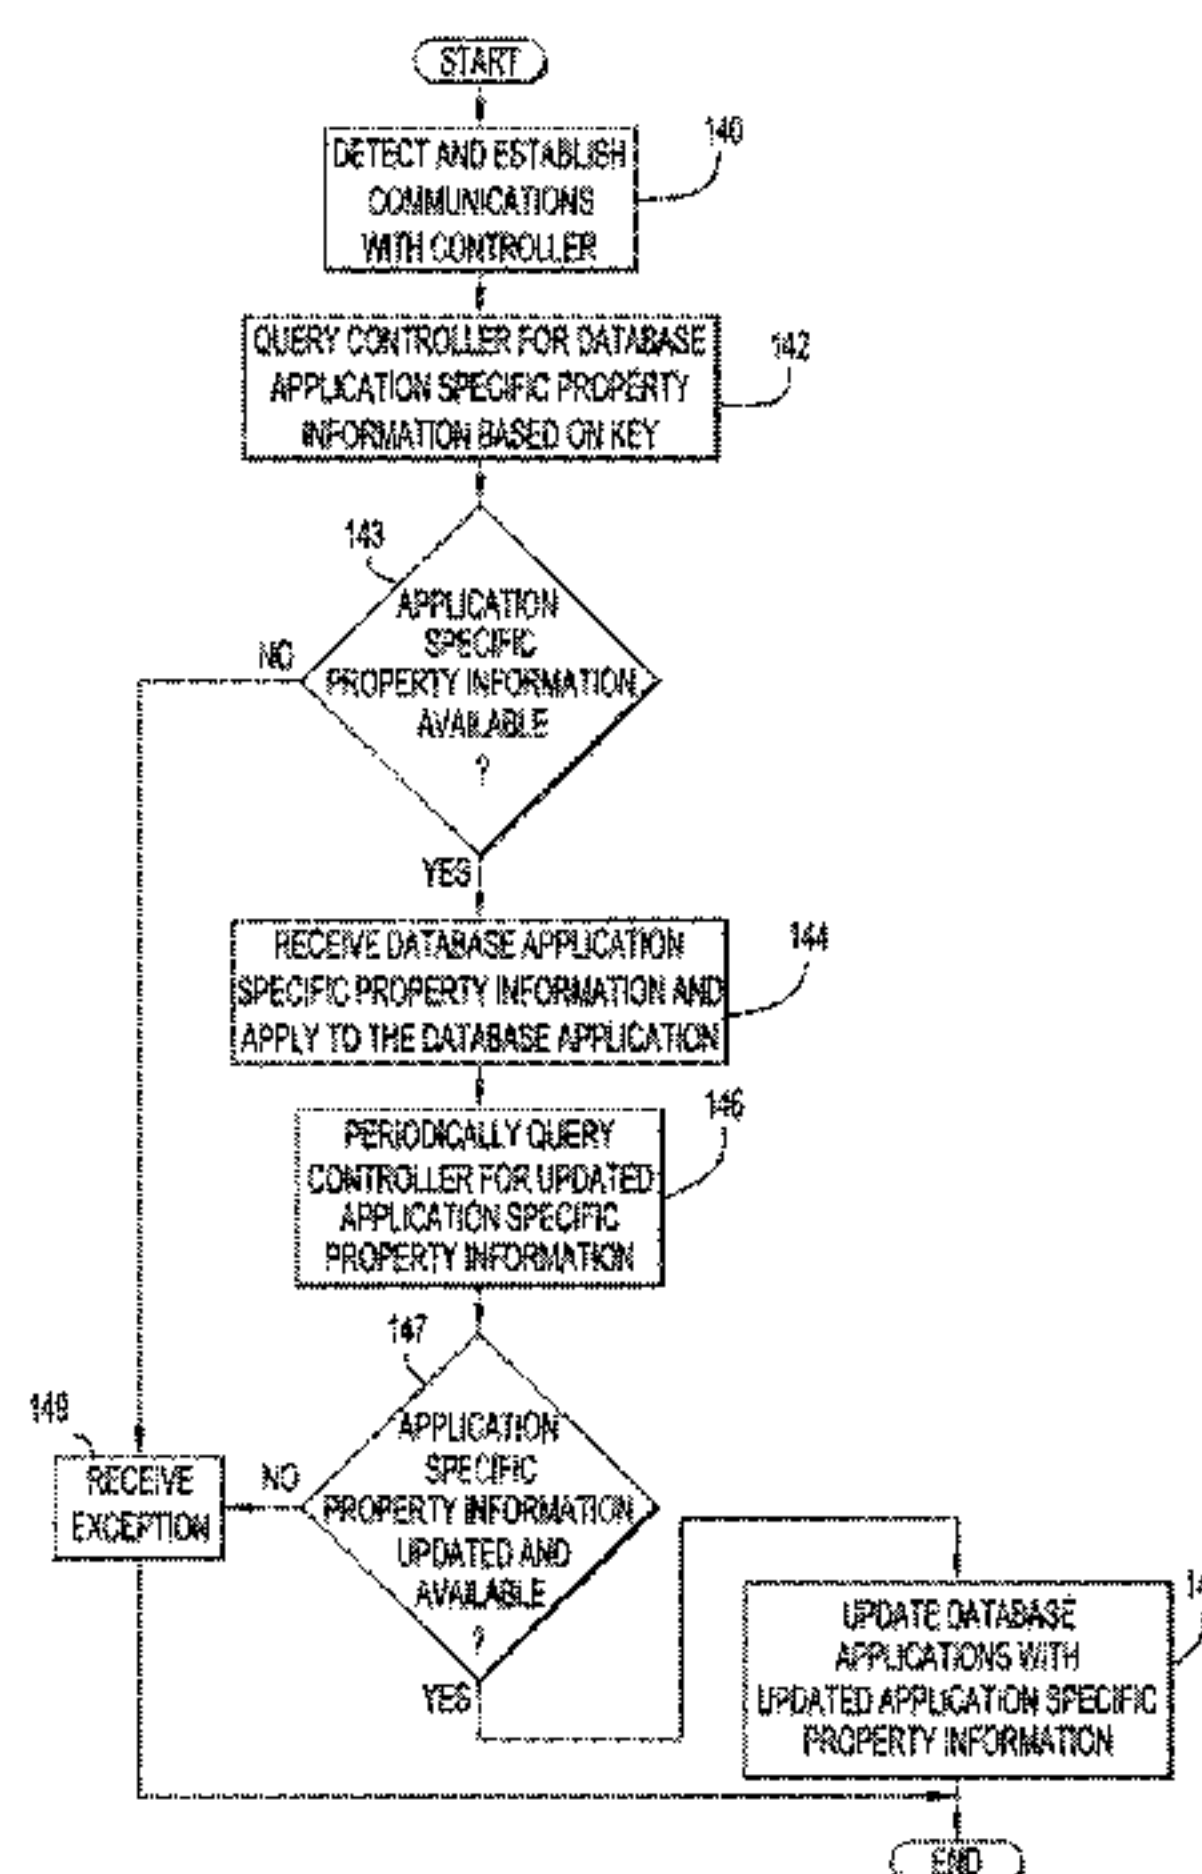 START
140
DETECT AND ESTABLISH
COMMUNICATIONS
WITH CONTROLLER
142
QUERY CONTROLLER FOR DATABASE
APPLICATION SPECIFIC PROPERTY
INFORMATION BASED ON KEY
143
APPLICATION
SPECIFIC
PROPERTY INFORMATION
AVAILABLE
?
NO
YES
144
RECEIVE DATABASE APPLICATION
SPECIFIC PROPERTY INFORMATION AND
APPLY TO THE DATABASE APPLICATION
146
PERIODICALLY QUERY
CONTROLLER FOR UPDATED
APPLICATION SPECIFIC
PROPERTY INFORMATION
147
APPLICATION
SPECIFIC
PROPERTY INFORMATION
UPDATED AND
AVAILABLE
?
NO
YES
149
RECEIVE
EXCEPTION
UPDATE DATABASE
APPLICATIONS WITH
UPDATED APPLICATION SPECIFIC
PROPERTY INFORMATION
END